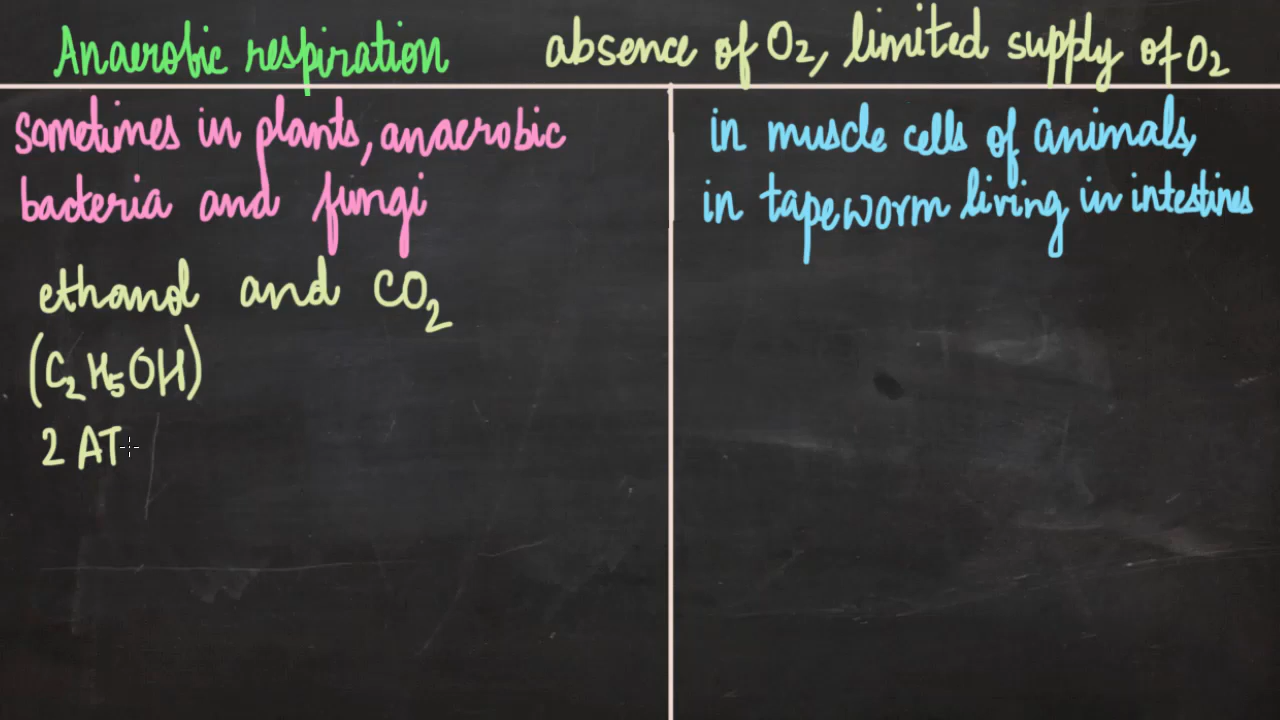 Anaerobic respiration
absence of O₂, limited supply of O₂
sometimes in plants, anaerobic
bacteria and fungi
ethanol and CO₂
(C₂H₅OH)
2 AT
in muscle cells of animals,
in tapeworm living in intestines